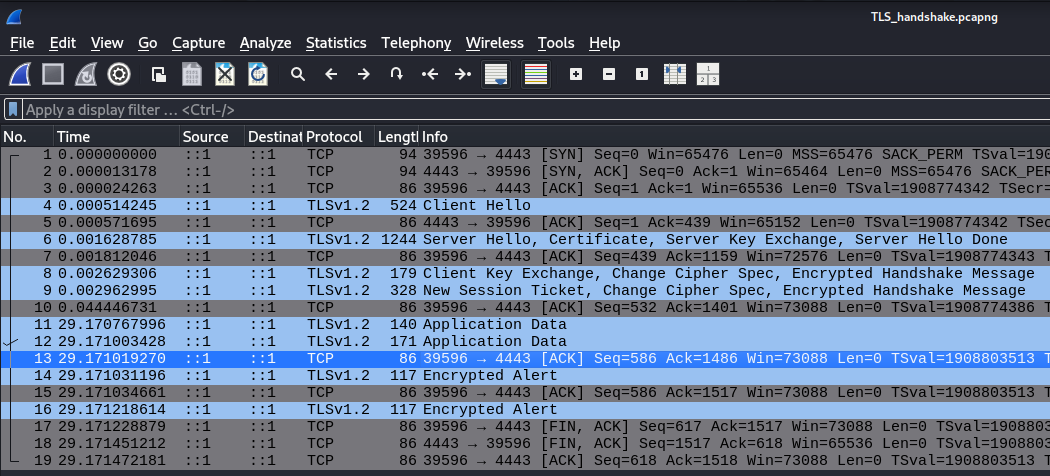 TLS_handshake.pcapng
File Edit View Go Capture Analyze Statistics Telephony Wireless Tools Help
Apply a display filter ... <Ctrl-/>
No. Time Source Destinat Protocol Lengtl Info
1 0.000000000 ::1 ::1 TCP 94 39596 → 4443 [SYN] Seq=0 Win=65476 Len=0 MSS=65476 SACK_PERM TSval=190
2 0.000013178 ::1 ::1 TCP 94 4443 → 39596 [SYN, ACK] Seq=0 Ack=1 Win=65464 Len=0 MSS=65476 SACK_PE
3 0.000024263 ::1 ::1 TCP 86 39596 → 4443 [ACK] Seq=1 Ack=1 Win=65536 Len=0 TSval=1908774342 TSecr=
4 0.000514245 ::1 ::1 TLSv1.2 524 Client Hello
5 0.000571695 ::1 ::1 TCP 86 4443 → 39596 [ACK] Seq=1 Ack=439 Win=65152 Len=0 TSval=1908774342 TSec
6 0.001628785 ::1 ::1 TLSv1.2 1244 Server Hello, Certificate, Server Key Exchange, Server Hello Done
7 0.001812046 ::1 ::1 TCP 86 39596 → 4443 [ACK] Seq=439 Ack=1159 Win=72576 Len=0 TSval=1908774343 T
8 0.002629306 ::1 ::1 TLSv1.2 179 Client Key Exchange, Change Cipher Spec, Encrypted Handshake Message
9 0.002962995 ::1 ::1 TLSv1.2 328 New Session Ticket, Change Cipher Spec, Encrypted Handshake Message
10 0.044446731 ::1 ::1 TCP 86 39596 → 4443 [ACK] Seq=532 Ack=1401 Win=73088 Len=0 TSval=1908774386 T
11 29.170767996 ::1 ::1 TLSv1.2 140 Application Data
12 29.171003428 ::1 ::1 TLSv1.2 171 Application Data
13 29.171019270 ::1 ::1 TCP 86 39596 → 4443 [ACK] Seq=586 Ack=1486 Win=73088 Len=0 TSval=1908803513 T
14 29.171031196 ::1 ::1 TLSv1.2 117 Encrypted Alert
15 29.171034661 ::1 ::1 TCP 86 39596 → 4443 [ACK] Seq=586 Ack=1517 Win=73088 Len=0 TSval=1908803513 T
16 29.171218614 ::1 ::1 TLSv1.2 117 Encrypted Alert
17 29.171228879 ::1 ::1 TCP 86 39596 → 4443 [FIN, ACK] Seq=617 Ack=1517 Win=73088 Len=0 TSval=1908803
18 29.171451212 ::1 ::1 TCP 86 4443 → 39596 [FIN, ACK] Seq=1517 Ack=618 Win=65536 Len=0 TSval=1908803
19 29.171472181 ::1 ::1 TCP 86 39596 → 4443 [ACK] Seq=618 Ack=1518 Win=73088 Len=0 TSval=1908803513 T